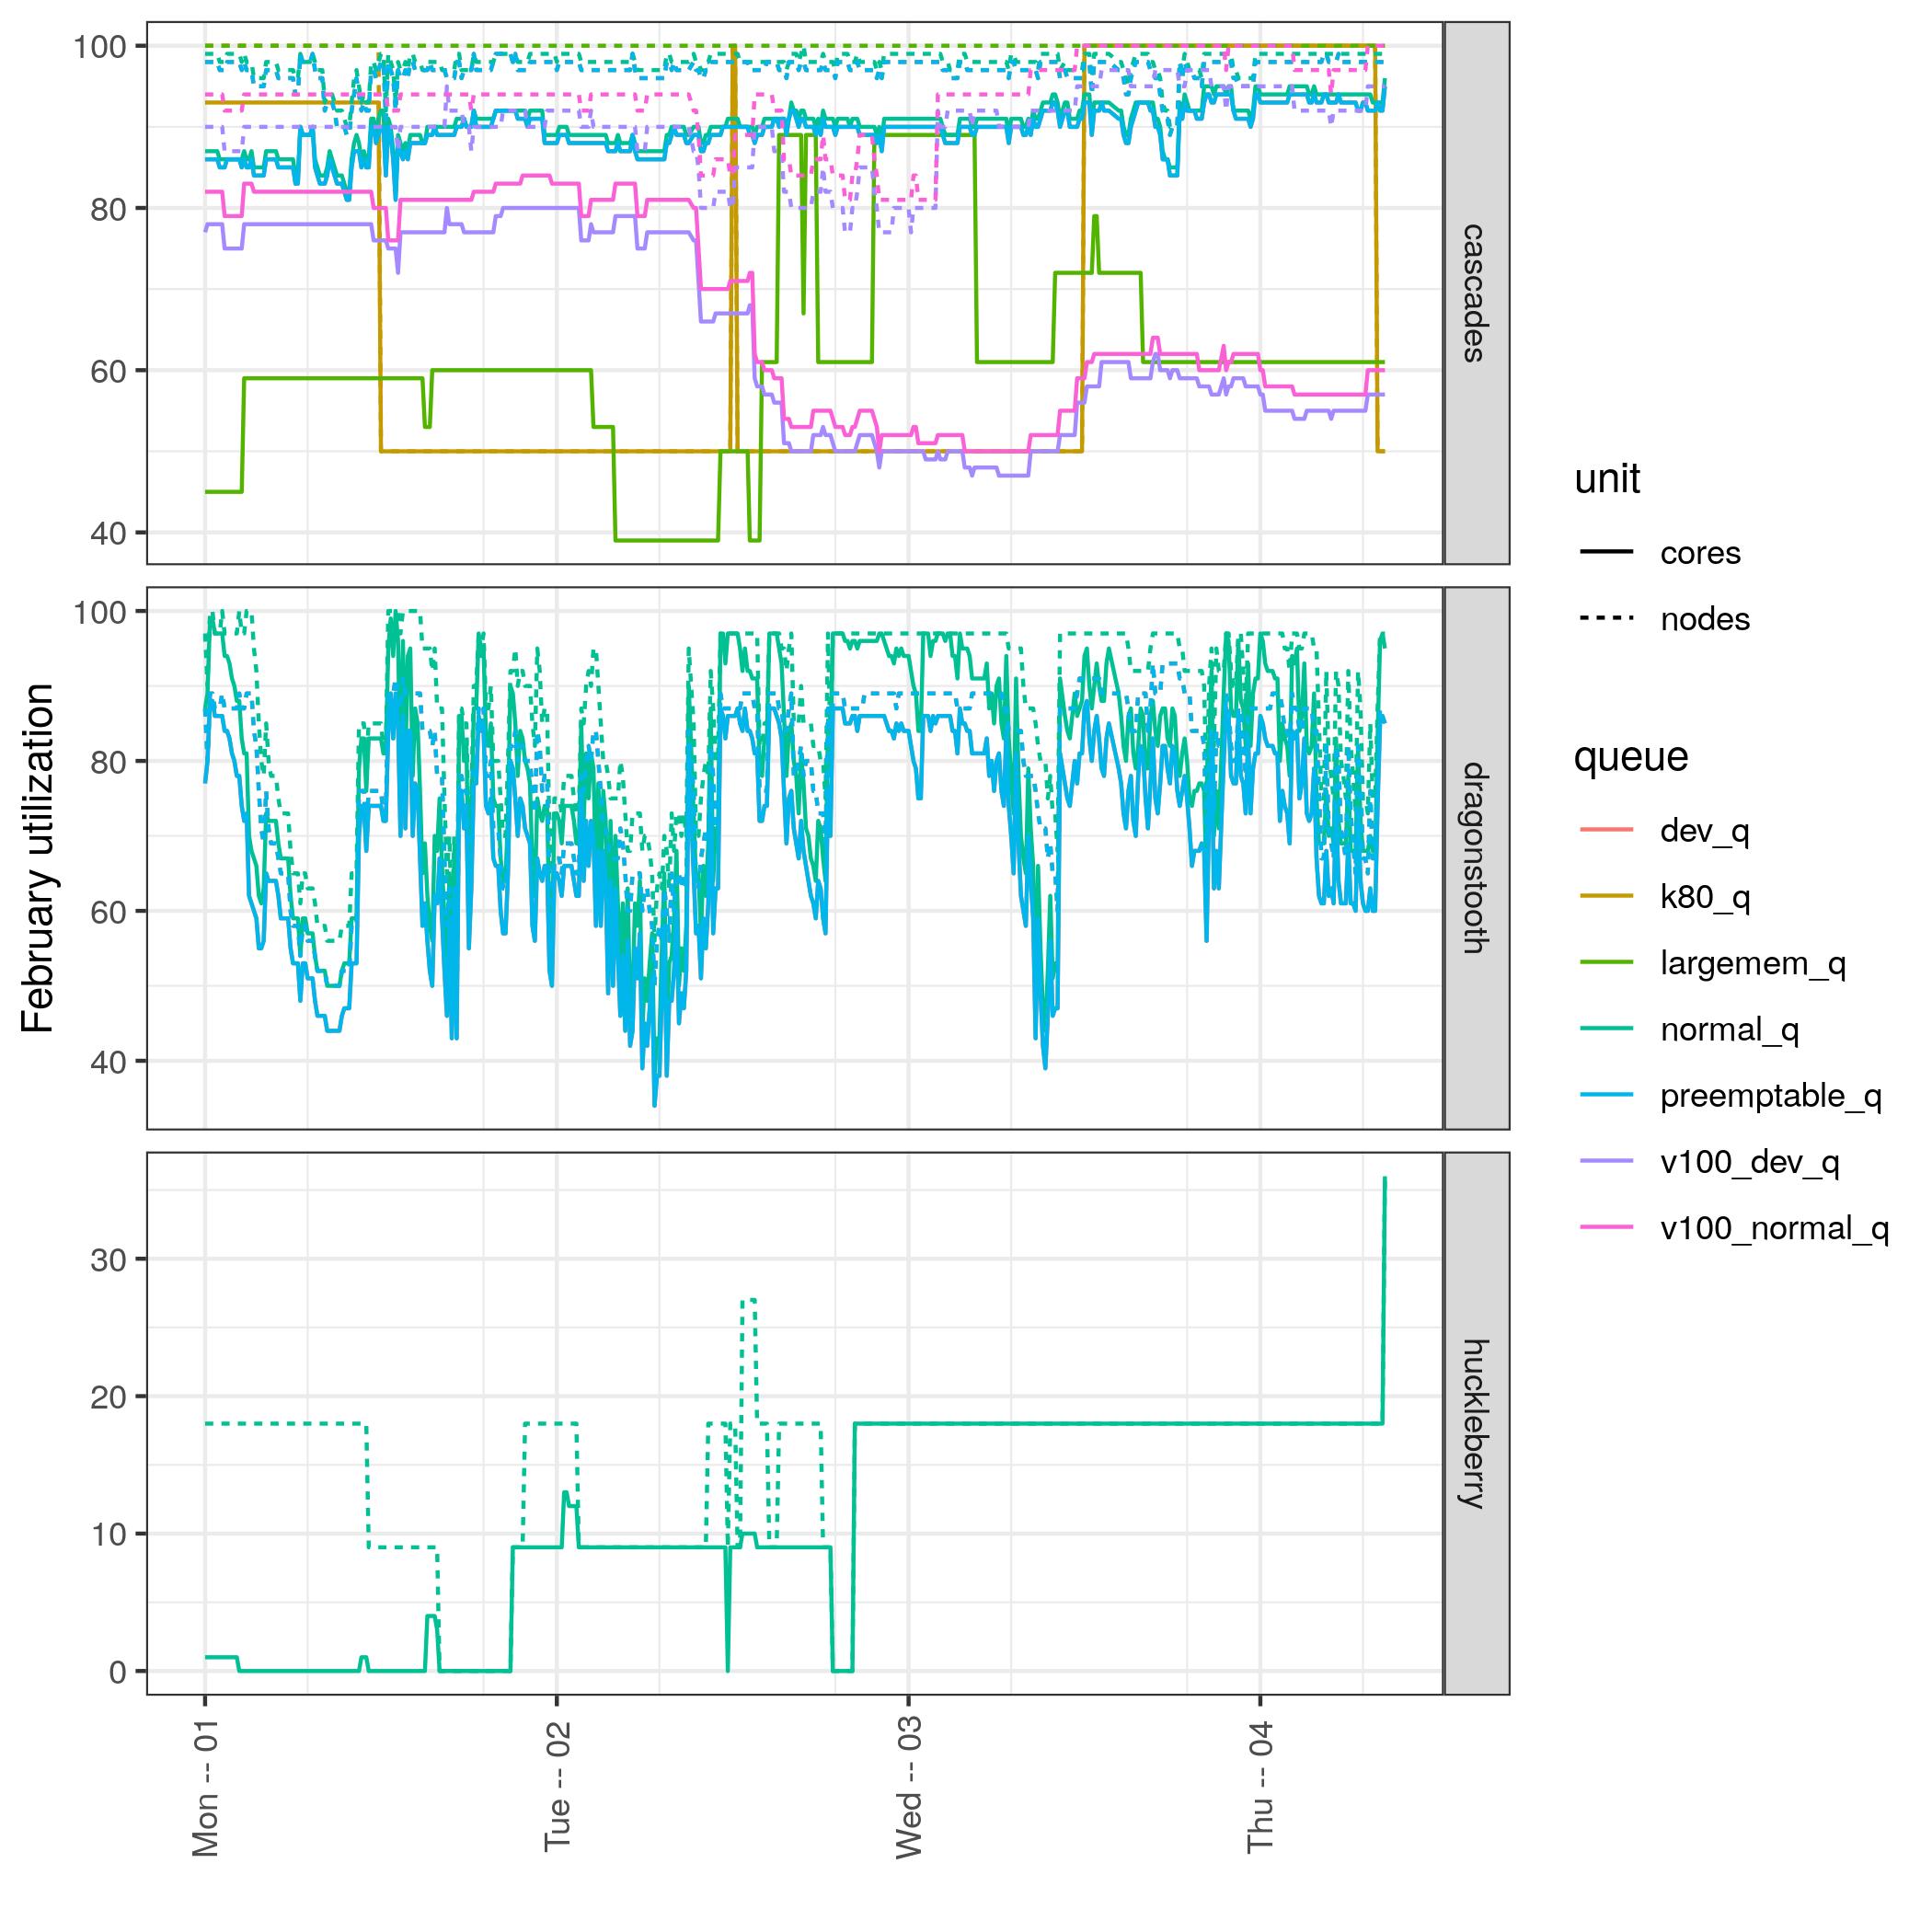 February utilization
100
80
60
40
cascades
100
80
60
40
dragonstooth
30
20
10
0
huckleberry
Mon -- 01
Tue -- 02
Wed -- 03
Thu -- 04
unit
cores
nodes
queue
dev_q
k80_q
largemem_q
normal_q
preemptable_q
v100_dev_q
v100_normal_q